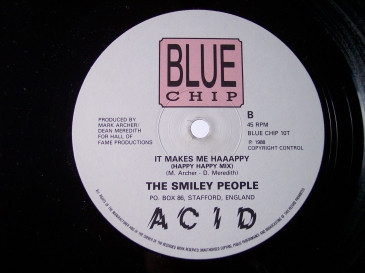 BLUE
CHIP
PRODUCED BY
MARK ARCHER/
DEAN MEREDITH
FOR HALL OF
FAME PRODUCTIONS
B
45 RPM
BLUE CHIP 10T
℗ 1988
COPYRIGHT CONTROL
IT MAKES ME HAAAPPY
(HAPPY HAPPY MIX)
(M. Archer - D. Meredith)
THE SMILEY PEOPLE
PO. BOX 86, STAFFORD, ENGLAND
ACID